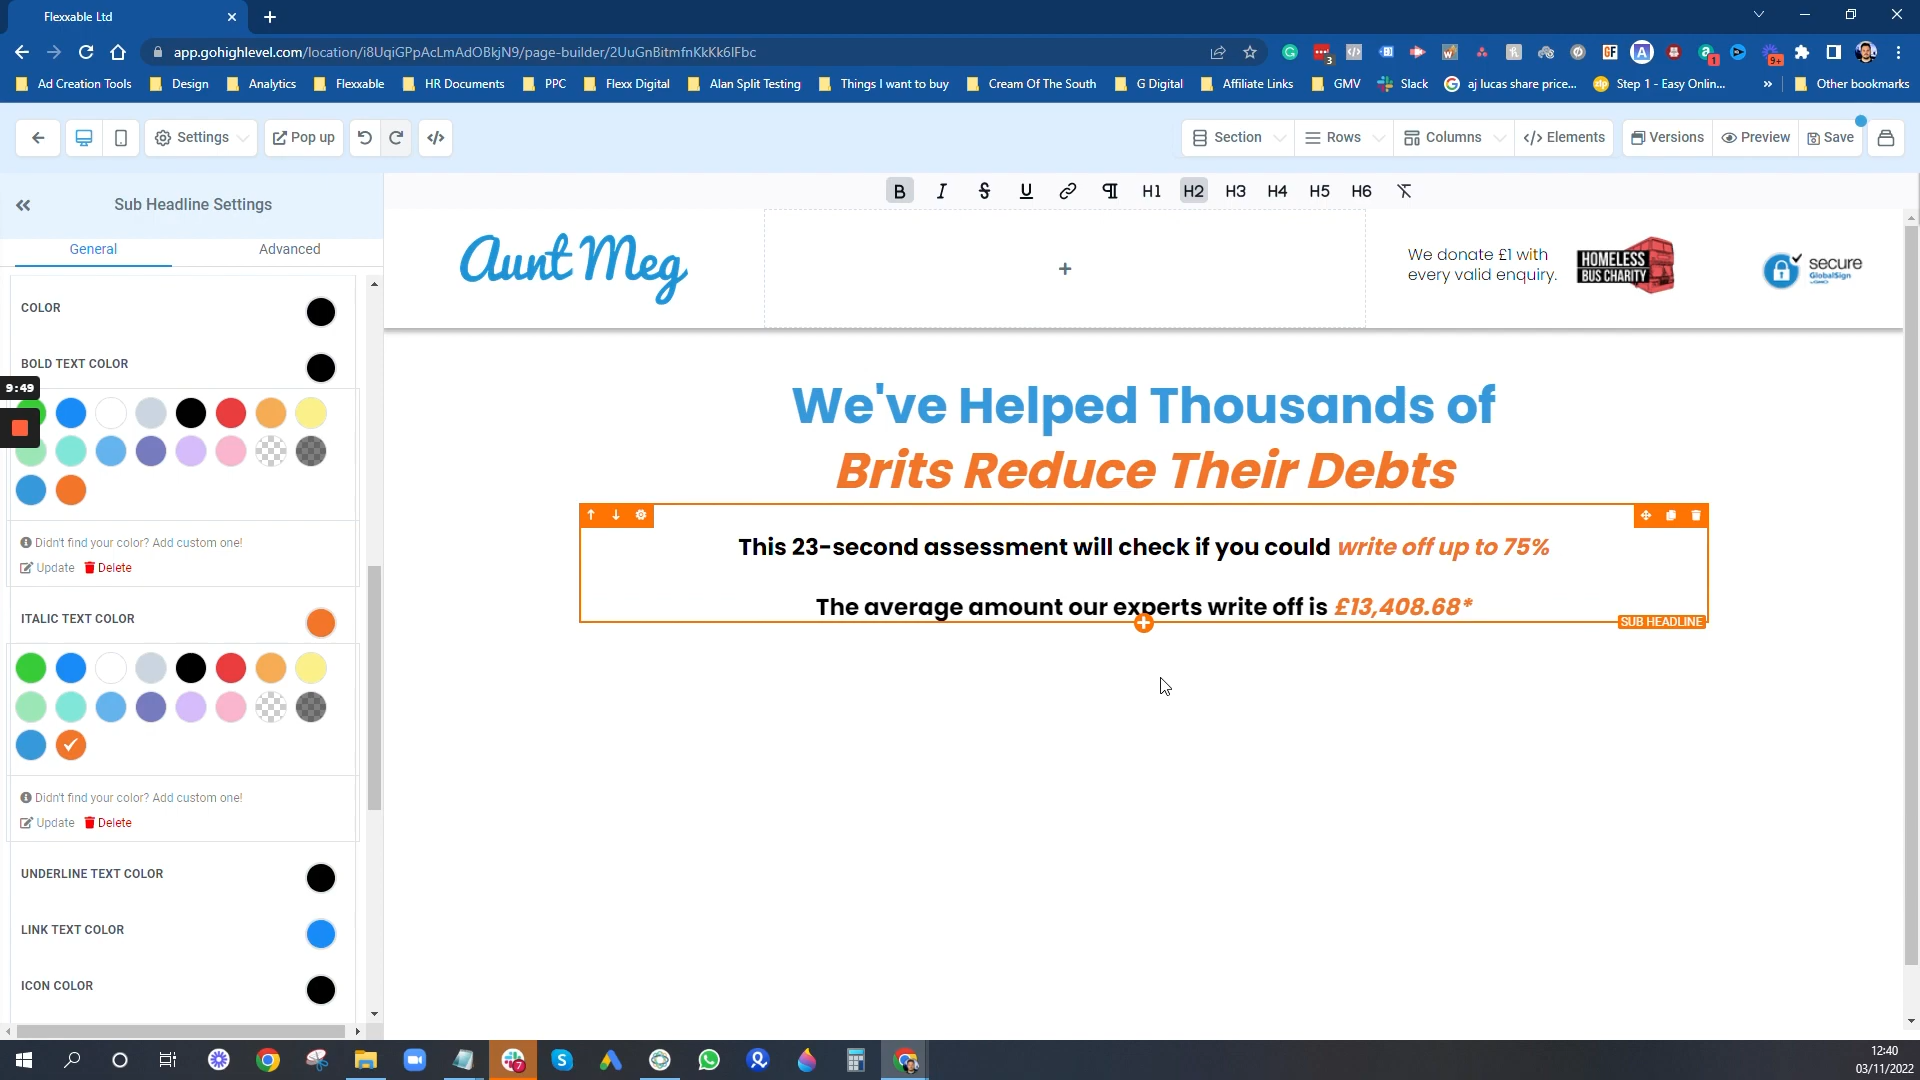 Flexxable Ltd
app.gohighlevel.com/location/i8UqiGPpAcLmAdOBkjN9/page-builder/2UuGnBitmfnKkKk6IFbc
3
1
9+
Ad Creation Tools
Design
Analytics
Flexxable
HR Documents
PPC
Flexx Digital
Alan Split Testing
Things I want to buy
Cream Of The South
G Digital
Affiliate Links
GMV
Slack
aj lucas share price...
Step 1 - Easy Onlin...
»
Other bookmarks
Settings
Pop up
Section
Rows
Columns
Elements
Versions
Preview
Save
Sub Headline Settings
B I S U H1 H2 H3 H4 H5 H6
General
Advanced
Aunt Meg
We donate £1 with
every valid enquiry.
HOMELESS
BUS CHARITY
secure
GlobalSign
COLOR
BOLD TEXT COLOR
9:49
Didn't find your color? Add custom one!
Update
Delete
ITALIC TEXT COLOR
Didn't find your color? Add custom one!
Update
Delete
UNDERLINE TEXT COLOR
LINK TEXT COLOR
ICON COLOR
We've Helped Thousands of
Brits Reduce Their Debts
This 23-second assessment will check if you could write off up to 75%
The average amount our experts write off is £13,408.68*
SUB HEADLINE
7
12:40
03/11/2022